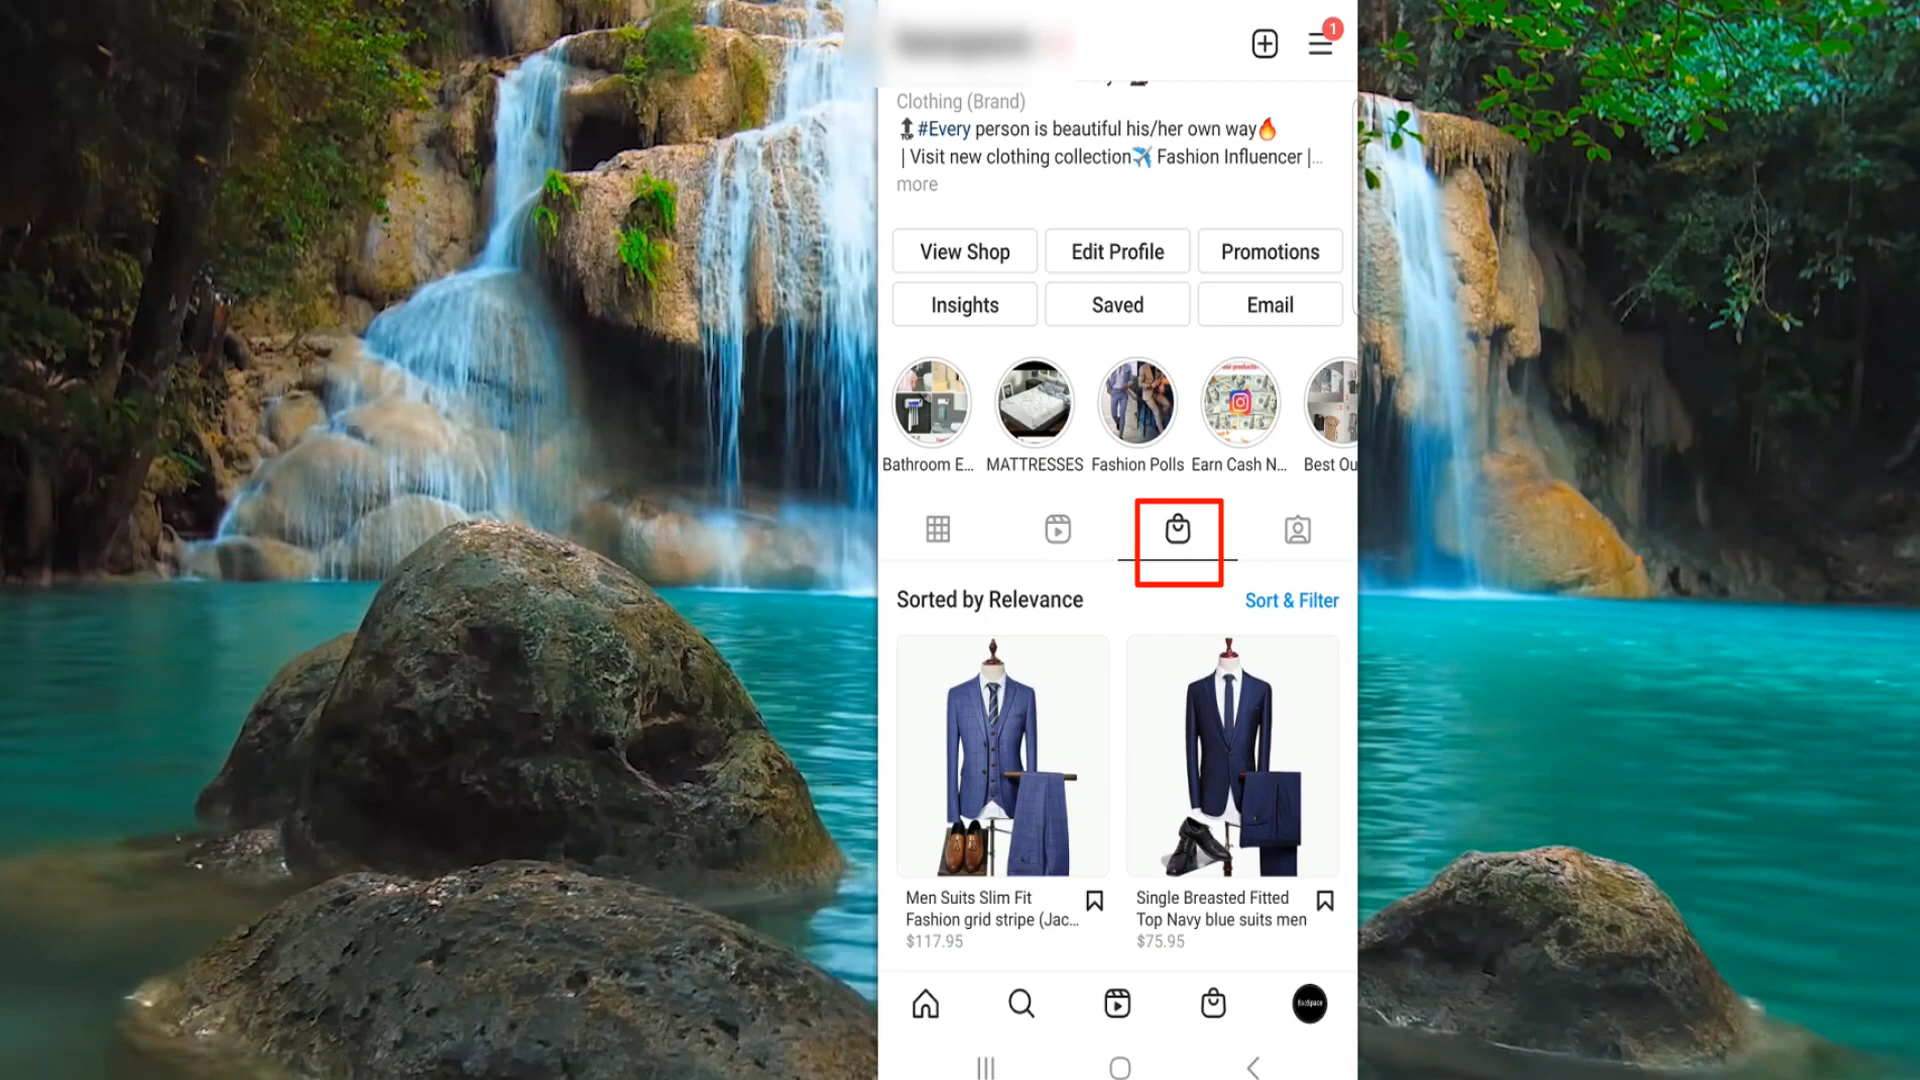 1
Clothing (Brand)
TOP #Every person is beautiful his/her own way🔥
| Visit new clothing collection✈️ Fashion Influencer |...
more
View Shop
Edit Profile
Promotions
Insights
Saved
Email
Bathroom E...
MATTRESSES
Fashion Polls
Earn Cash N...
Best Ou
Sorted by Relevance
Sort & Filter
Men Suits Slim Fit
Fashion grid stripe (Jac...
$117.95
Single Breasted Fitted
Top Navy blue suits men
$75.95